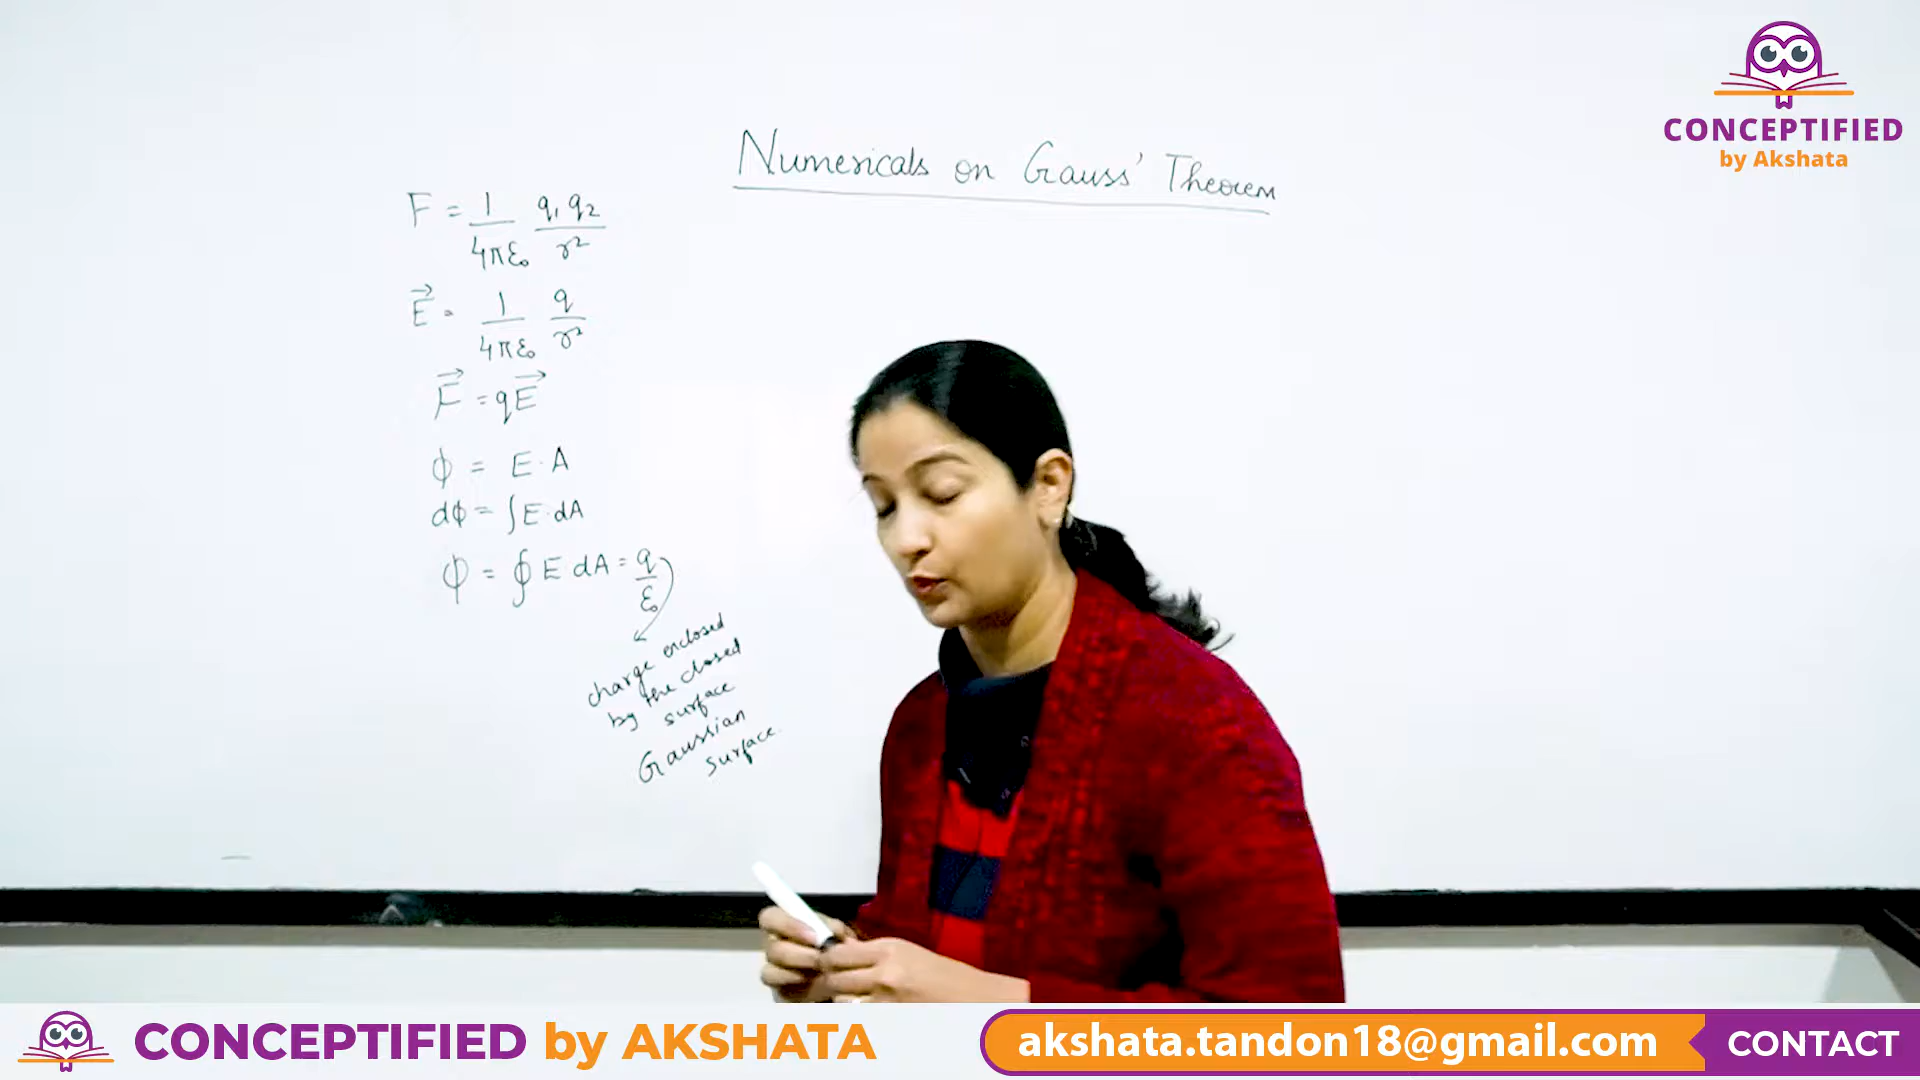 CONCEPTIFIED
by Akshata
Numericals on Gauss' Theorem
F = 1/4πε₀ q₁q₂/r²
E⃗ = 1/4πε₀ q/r²
F⃗ = qE⃗
ϕ = E·A
dϕ = ∫E·dA
ϕ = ∮ E·dA = q/ε₀
charge enclosed
by the closed
surface
Gaussian
surface.
CONCEPTIFIED by AKSHATA
akshata.tandon18@gmail.com
CONTACT